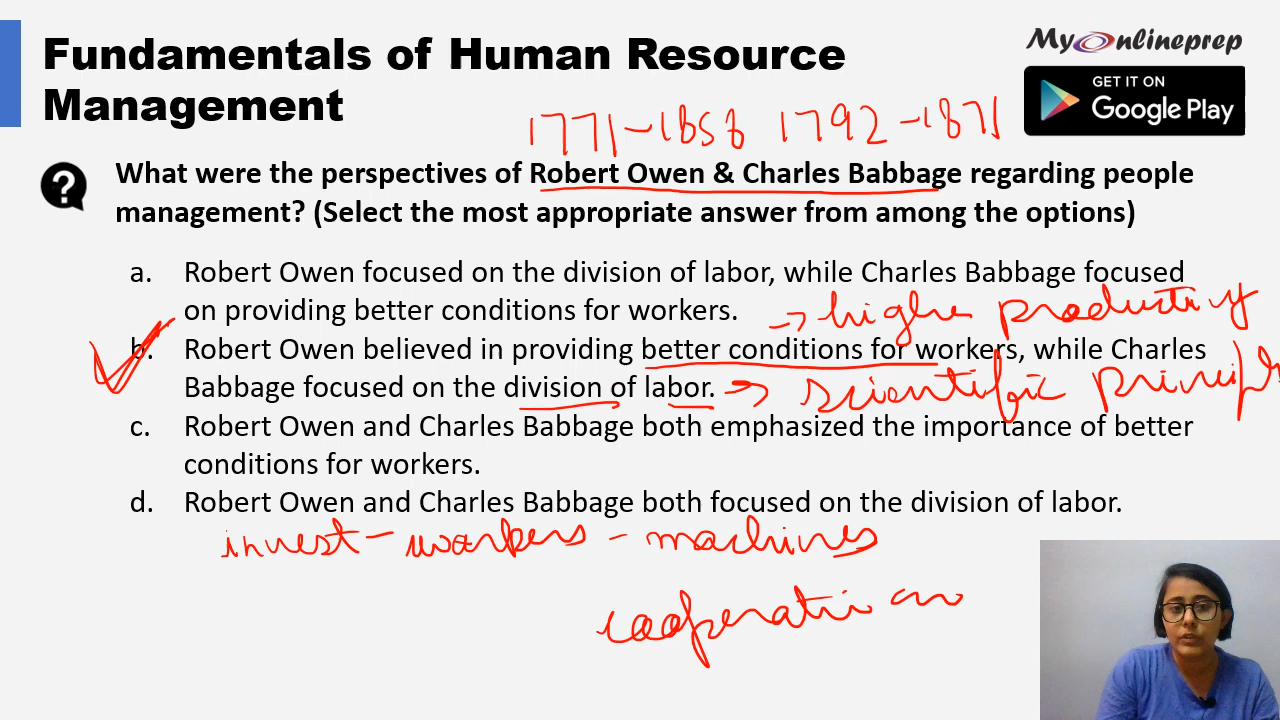 Fundamentals of Human Resource
Management
MyOnlineprep
GET IT ON
Google Play
1771-1858 1792-1871
What were the perspectives of Robert Owen & Charles Babbage regarding people
management? (Select the most appropriate answer from among the options)
a. Robert Owen focused on the division of labor, while Charles Babbage focused
on providing better conditions for workers. → higher
b. Robert Owen believed in providing better conditions for workers, while Charles
Babbage focused on the division of labor. → scientific
c. Robert Owen and Charles Babbage both emphasized the importance of better
conditions for workers.
d. Robert Owen and Charles Babbage both focused on the division of labor.
invest - workers - machines
cooperation